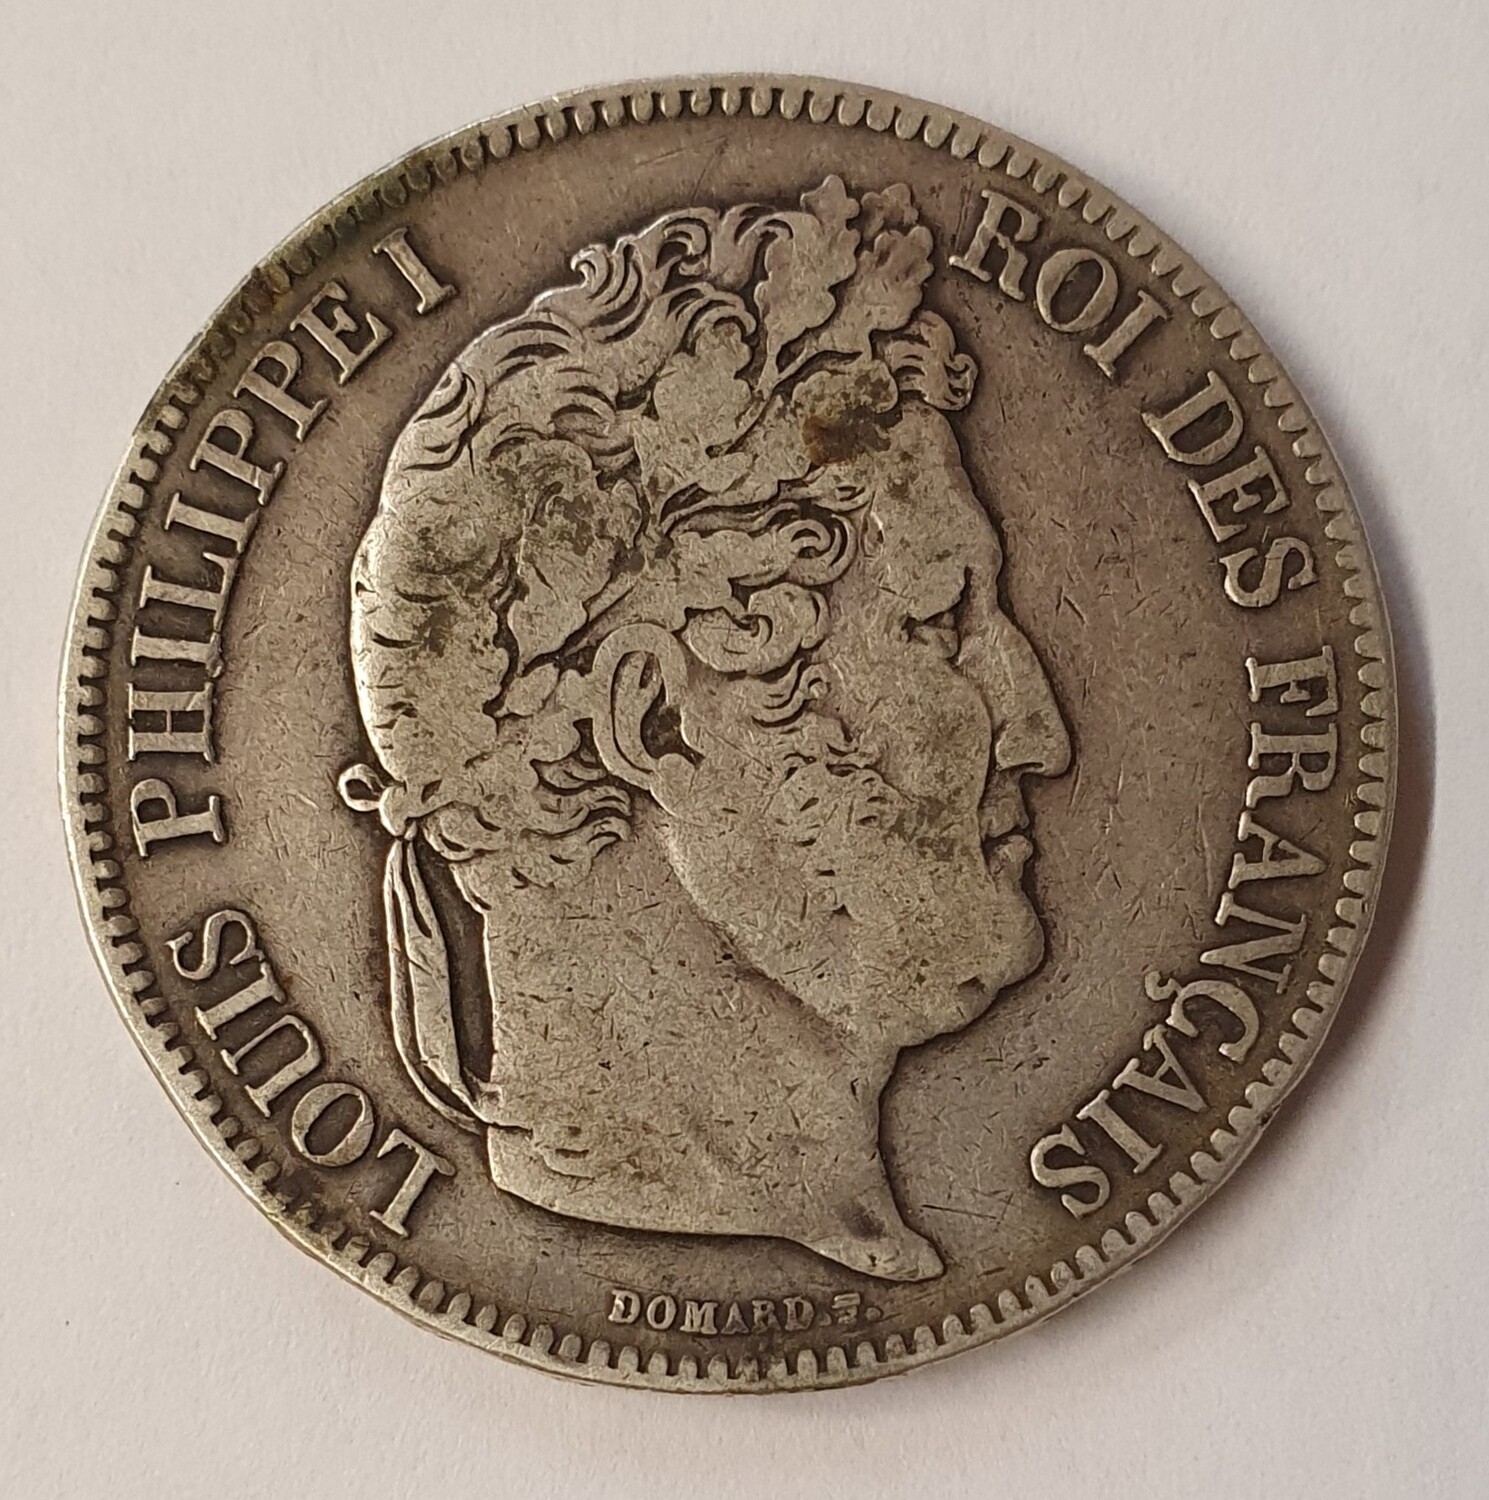 LOUIS PHILIPPE I
ROI DES FRANÇAIS
DOMARD.F.